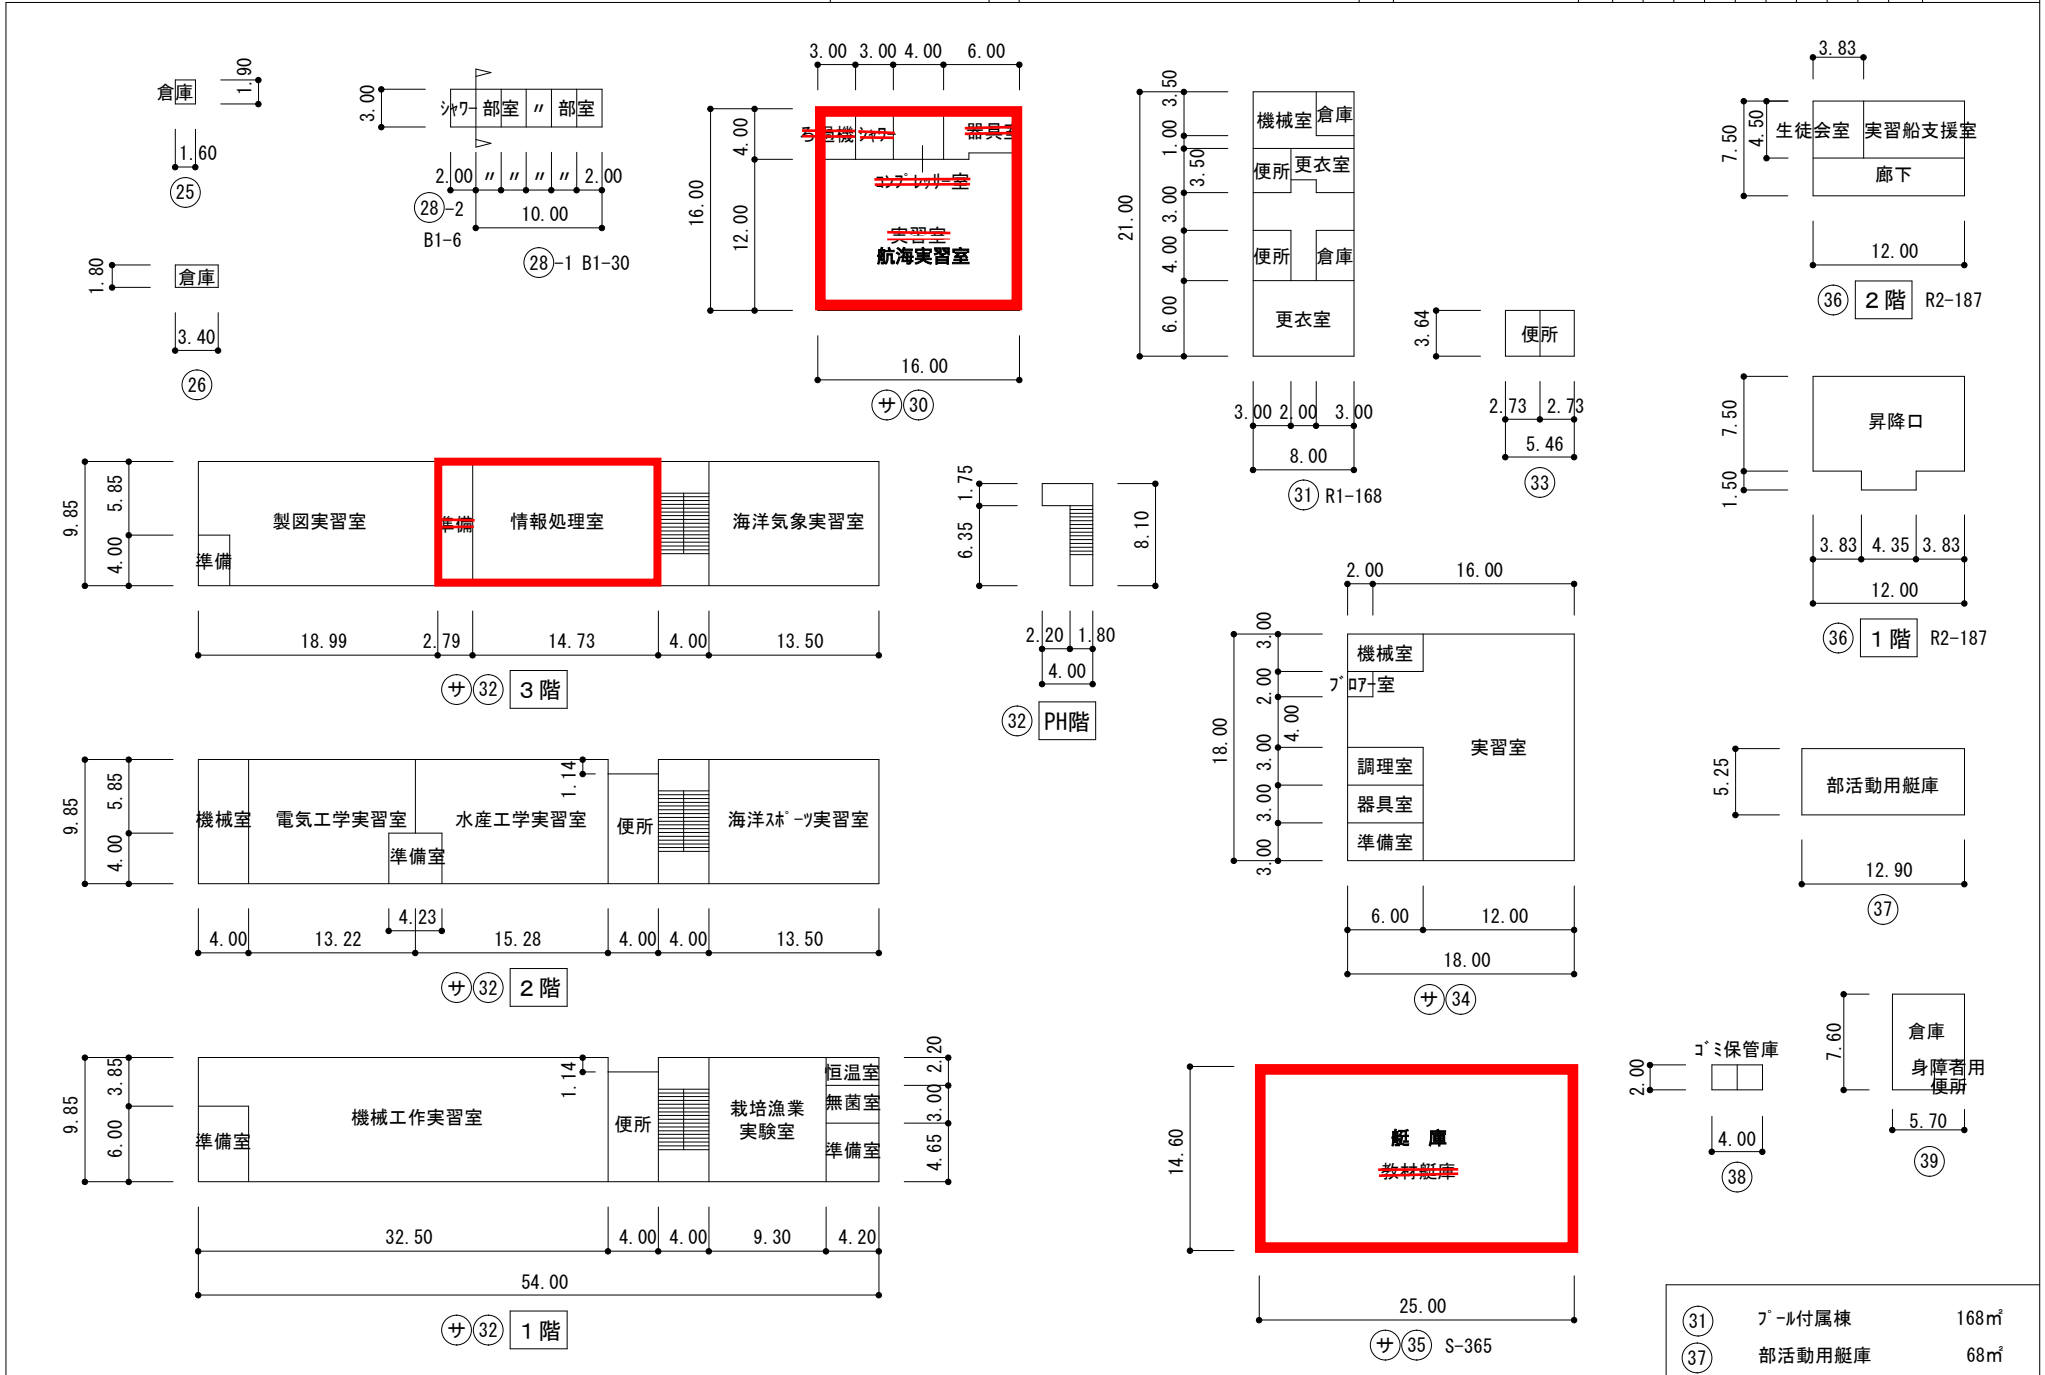 倉庫
1.90
1.60
25
倉庫
1.80
3.40
26
3.00
ｼｬﾜｰ 部室 〃 部室
2.00 〃 〃 〃 〃 2.00
28-2
B1-6
10.00
28-1 B1-30
3.00 3.00 4.00 6.00
16.00
4.00
12.00
ろ過機 ｼｬﾜｰ 器具室
ｺﾝﾌﾟﾚｯｻｰ室
実習室
航海実習室
16.00
サ 30
21.00
3.50
1.00
3.50
3.00
4.00
6.00
機械室 倉庫
便所 更衣室
便所 倉庫
更衣室
3.00 2.00 3.00
8.00
31 R1-168
3.64
便所
2.73 2.73
5.46
33
3.83
7.50
4.50
生徒会室 実習船支援室
廊下
12.00
36 2階 R2-187
7.50
1.50
昇降口
3.83 4.35 3.83
12.00
36 1階 R2-187
9.85
5.85
4.00
製図実習室
準備
準備
情報処理室
海洋気象実習室
18.99 2.79 14.73 4.00 13.50
サ 32 3階
1.75
6.35
8.10
2.20 1.80
4.00
32 PH階
9.85
5.85
4.00
機械室 電気工学実習室 水産工学実習室 便所 海洋ｽﾎﾟｰﾂ実習室
準備室
1.14
4.23
4.00 13.22 15.28 4.00 4.00 13.50
サ 32 2階
9.85
3.85
6.00
機械工作実習室
準備室
1.14
便所
栽培漁業
実験室
恒温室
無菌室
準備室
2.20
3.00
4.65
32.50 4.00 4.00 9.30 4.20
54.00
サ 32 1階
2.00 16.00
18.00
3.00
2.00
4.00
3.00
3.00
3.00
機械室
ﾌﾞﾛｱｰ室
実習室
調理室
器具室
準備室
6.00 12.00
18.00
サ 34
5.25
部活動用艇庫
12.90
37
14.60
艇 庫
教材艇庫
25.00
サ 35 S-365
ｺﾞﾐ保管庫
2.00
4.00
38
7.60
倉庫
身障者用
便所
5.70
39
31 ﾌﾟｰﾙ付属棟 168㎡
37 部活動用艇庫 68㎡